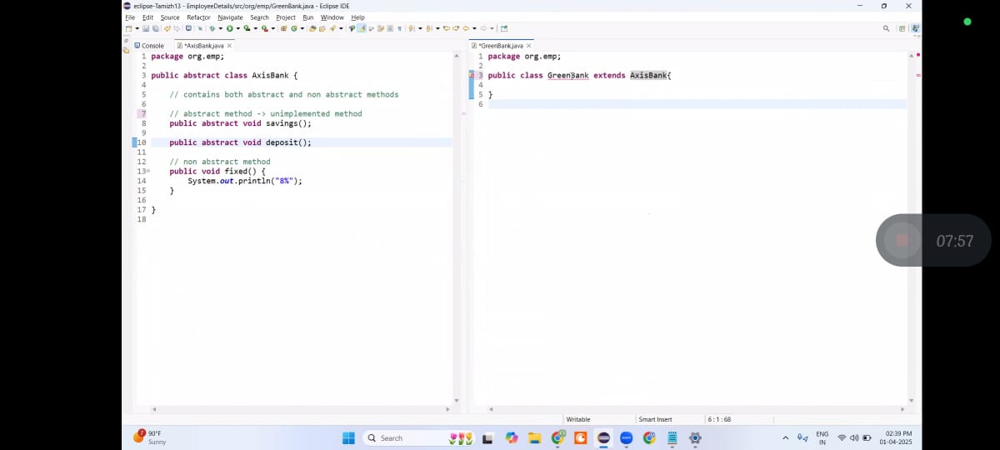 eclipse-Tamizh13 - EmployeeDetails/src/org/emp/GreenBank.java - Eclipse IDE
File Edit Source Refactor Navigate Search Project Run Window Help
Console *AxisBank.java × *GreenBank.java ×
1 package org.emp;
2
3 public abstract class AxisBank {
4
5 // contains both abstract and non abstract methods
6
7 // abstract method -> unimplemented method
8 public abstract void savings();
9
10 public abstract void deposit();
11
12 // non abstract method
13 public void fixed() {
14 System.out.println("8%");
15 }
16
17 }
18
1 package org.emp;
2
3 public class GreenBank extends AxisBank{
4
5 }
6
07:57
Writable Smart Insert 6 : 1 : 68
7 90°F
Sunny
Search
ENG
IN
02:39 PM
01-04-2025